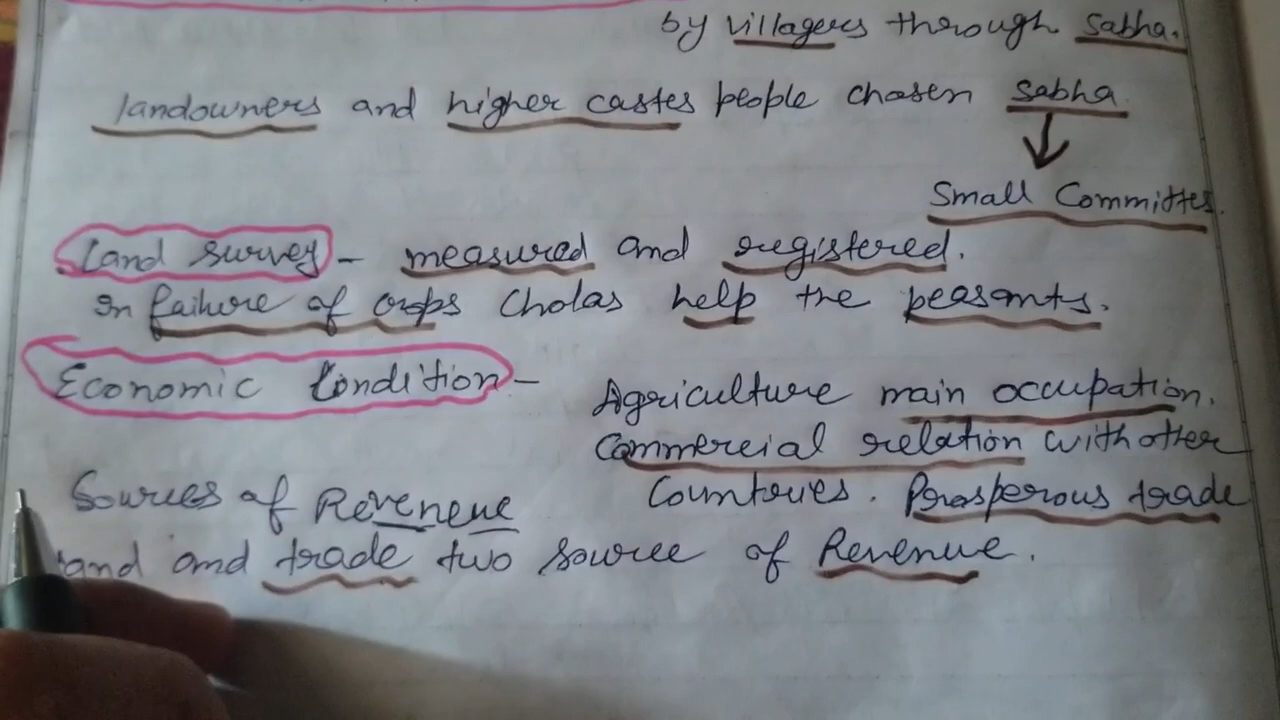 by villagers through Sabha.
landowners and higher castes people chosen Sabha.
Small Committes.
Land survey - measured and registered.
In failure of crops Cholas help the peasants.
Economic Condition - Agriculture main occupation.
Commercial relation with other
Countries. Prosperous trade
Sources of Revenue
Land and trade two source of Revenue.